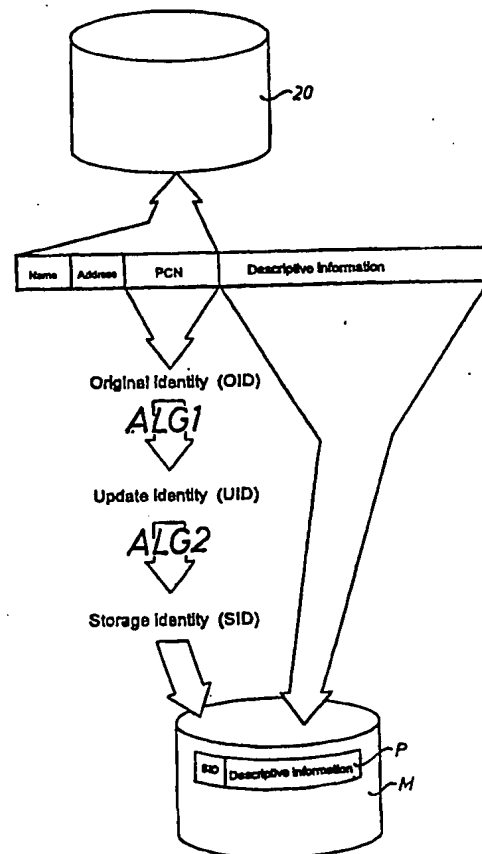 20
Name Address PCN Descriptive information
Original identity (OID)
ALG1
Update identity (UID)
ALG2
Storage identity (SID)
SID Descriptive information
P
M